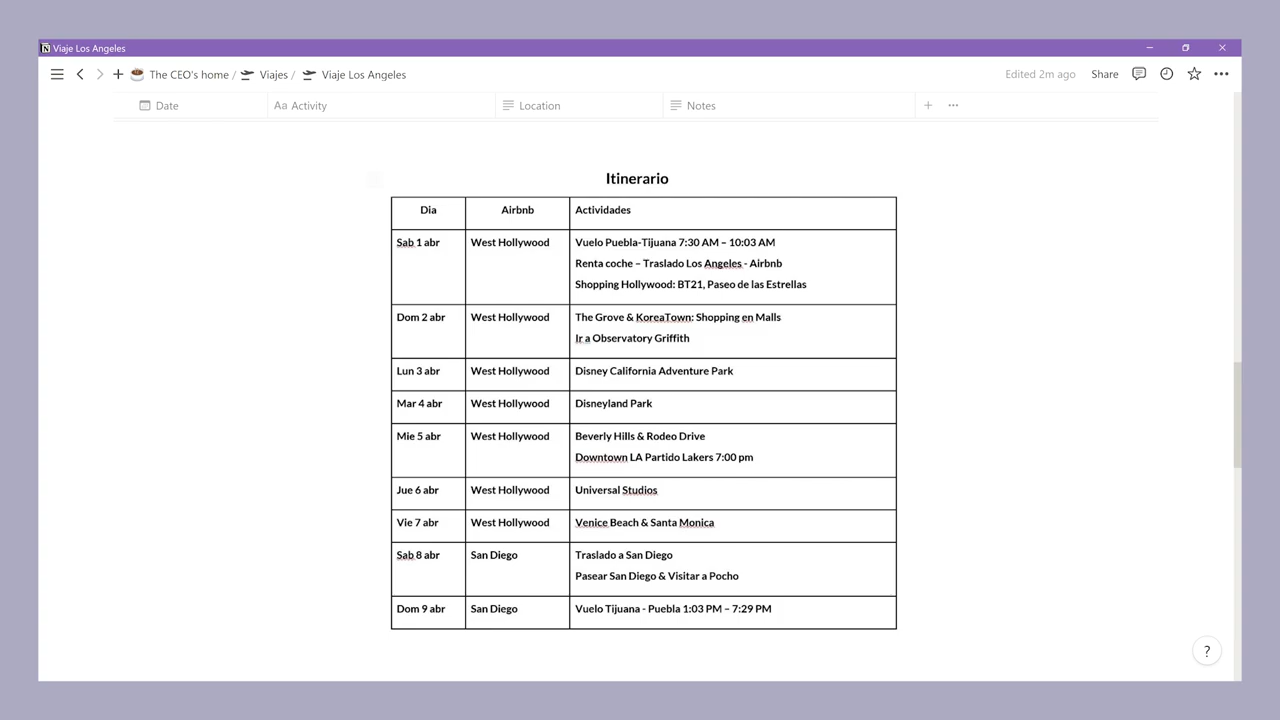 Viaje Los Angeles
The CEO's home / Viajes / Viaje Los Angeles
Edited 2m ago Share
Date Aa Activity Location Notes
Itinerario
Dia Airbnb Actividades
Sab 1 abr West Hollywood Vuelo Puebla-Tijuana 7:30 AM – 10:03 AM
Renta coche – Traslado Los Angeles - Airbnb
Shopping Hollywood: BT21, Paseo de las Estrellas
Dom 2 abr West Hollywood The Grove & KoreaTown: Shopping en Malls
Ir a Observatory Griffith
Lun 3 abr West Hollywood Disney California Adventure Park
Mar 4 abr West Hollywood Disneyland Park
Mie 5 abr West Hollywood Beverly Hills & Rodeo Drive
Downtown LA Partido Lakers 7:00 pm
Jue 6 abr West Hollywood Universal Studios
Vie 7 abr West Hollywood Venice Beach & Santa Monica
Sab 8 abr San Diego Traslado a San Diego
Pasear San Diego & Visitar a Pocho
Dom 9 abr San Diego Vuelo Tijuana - Puebla 1:03 PM – 7:29 PM
?